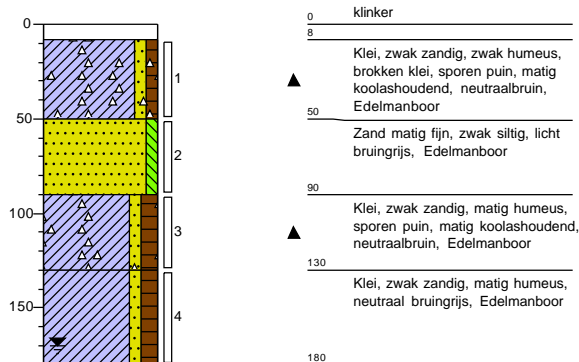 0
50
100
150
1
2
3
4
0
klinker
8
Klei, zwak zandig, zwak humeus,
brokken klei, sporen puin, matig
koolashoudend, neutraalbruin,
Edelmanboor
50
Zand matig fijn, zwak siltig, licht
bruingrijs, Edelmanboor
90
Klei, zwak zandig, matig humeus,
sporen puin, matig koolashoudend,
neutraalbruin, Edelmanboor
130
Klei, zwak zandig, matig humeus,
neutraal bruingrijs, Edelmanboor
180